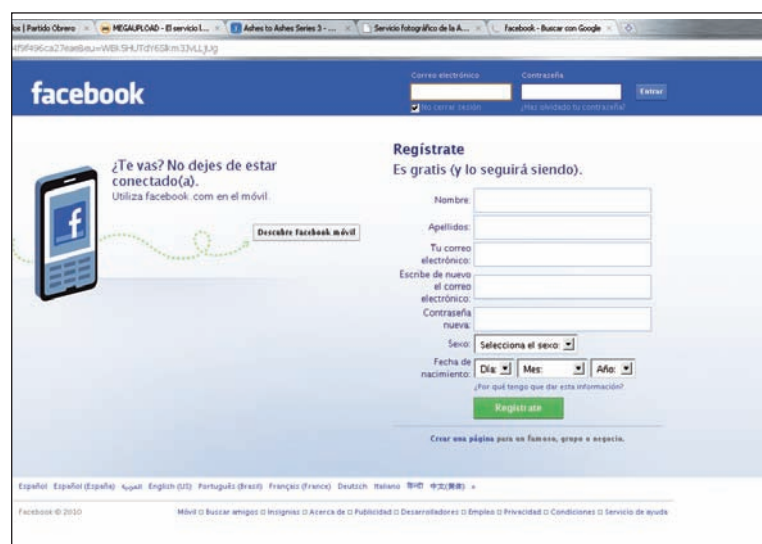 los | Partido Obrero
MEGAUPLOAD - El servicio l...
Ashes to Ashes Series 3 - ...
Servicio fotográfico de la A...
Facebook - Buscar con Google
Correo electrónico
Contraseña
facebook
Entrar
No cerrar sesión
¿Has olvidado tu contraseña?
¿Te vas? No dejes de estar
conectado(a).
Utiliza facebook.com en el móvil
Descubre Facebook móvil
Regístrate
Es gratis (y lo seguirá siendo).
Nombre:
Apellidos:
Tu correo
electrónico:
Escribe de nuevo
el correo
electrónico:
Contraseña
nueva:
Sexo: Selecciona el sexo:
Fecha de
nacimiento: Día: Mes: Año:
¿Por qué tengo que dar esta información?
Regístrate
Crear una página para un famoso, grupo o negocio.
Español Español (España) العربية English (US) Português (Brasil) Français (France) Deutsch Italiano हिन्दी 中文(简体) »
Facebook © 2010
Móvil □ Buscar amigos □ Insignias □ Acerca de □ Publicidad □ Desarrolladores □ Empleo □ Privacidad □ Condiciones □ Servicio de ayuda